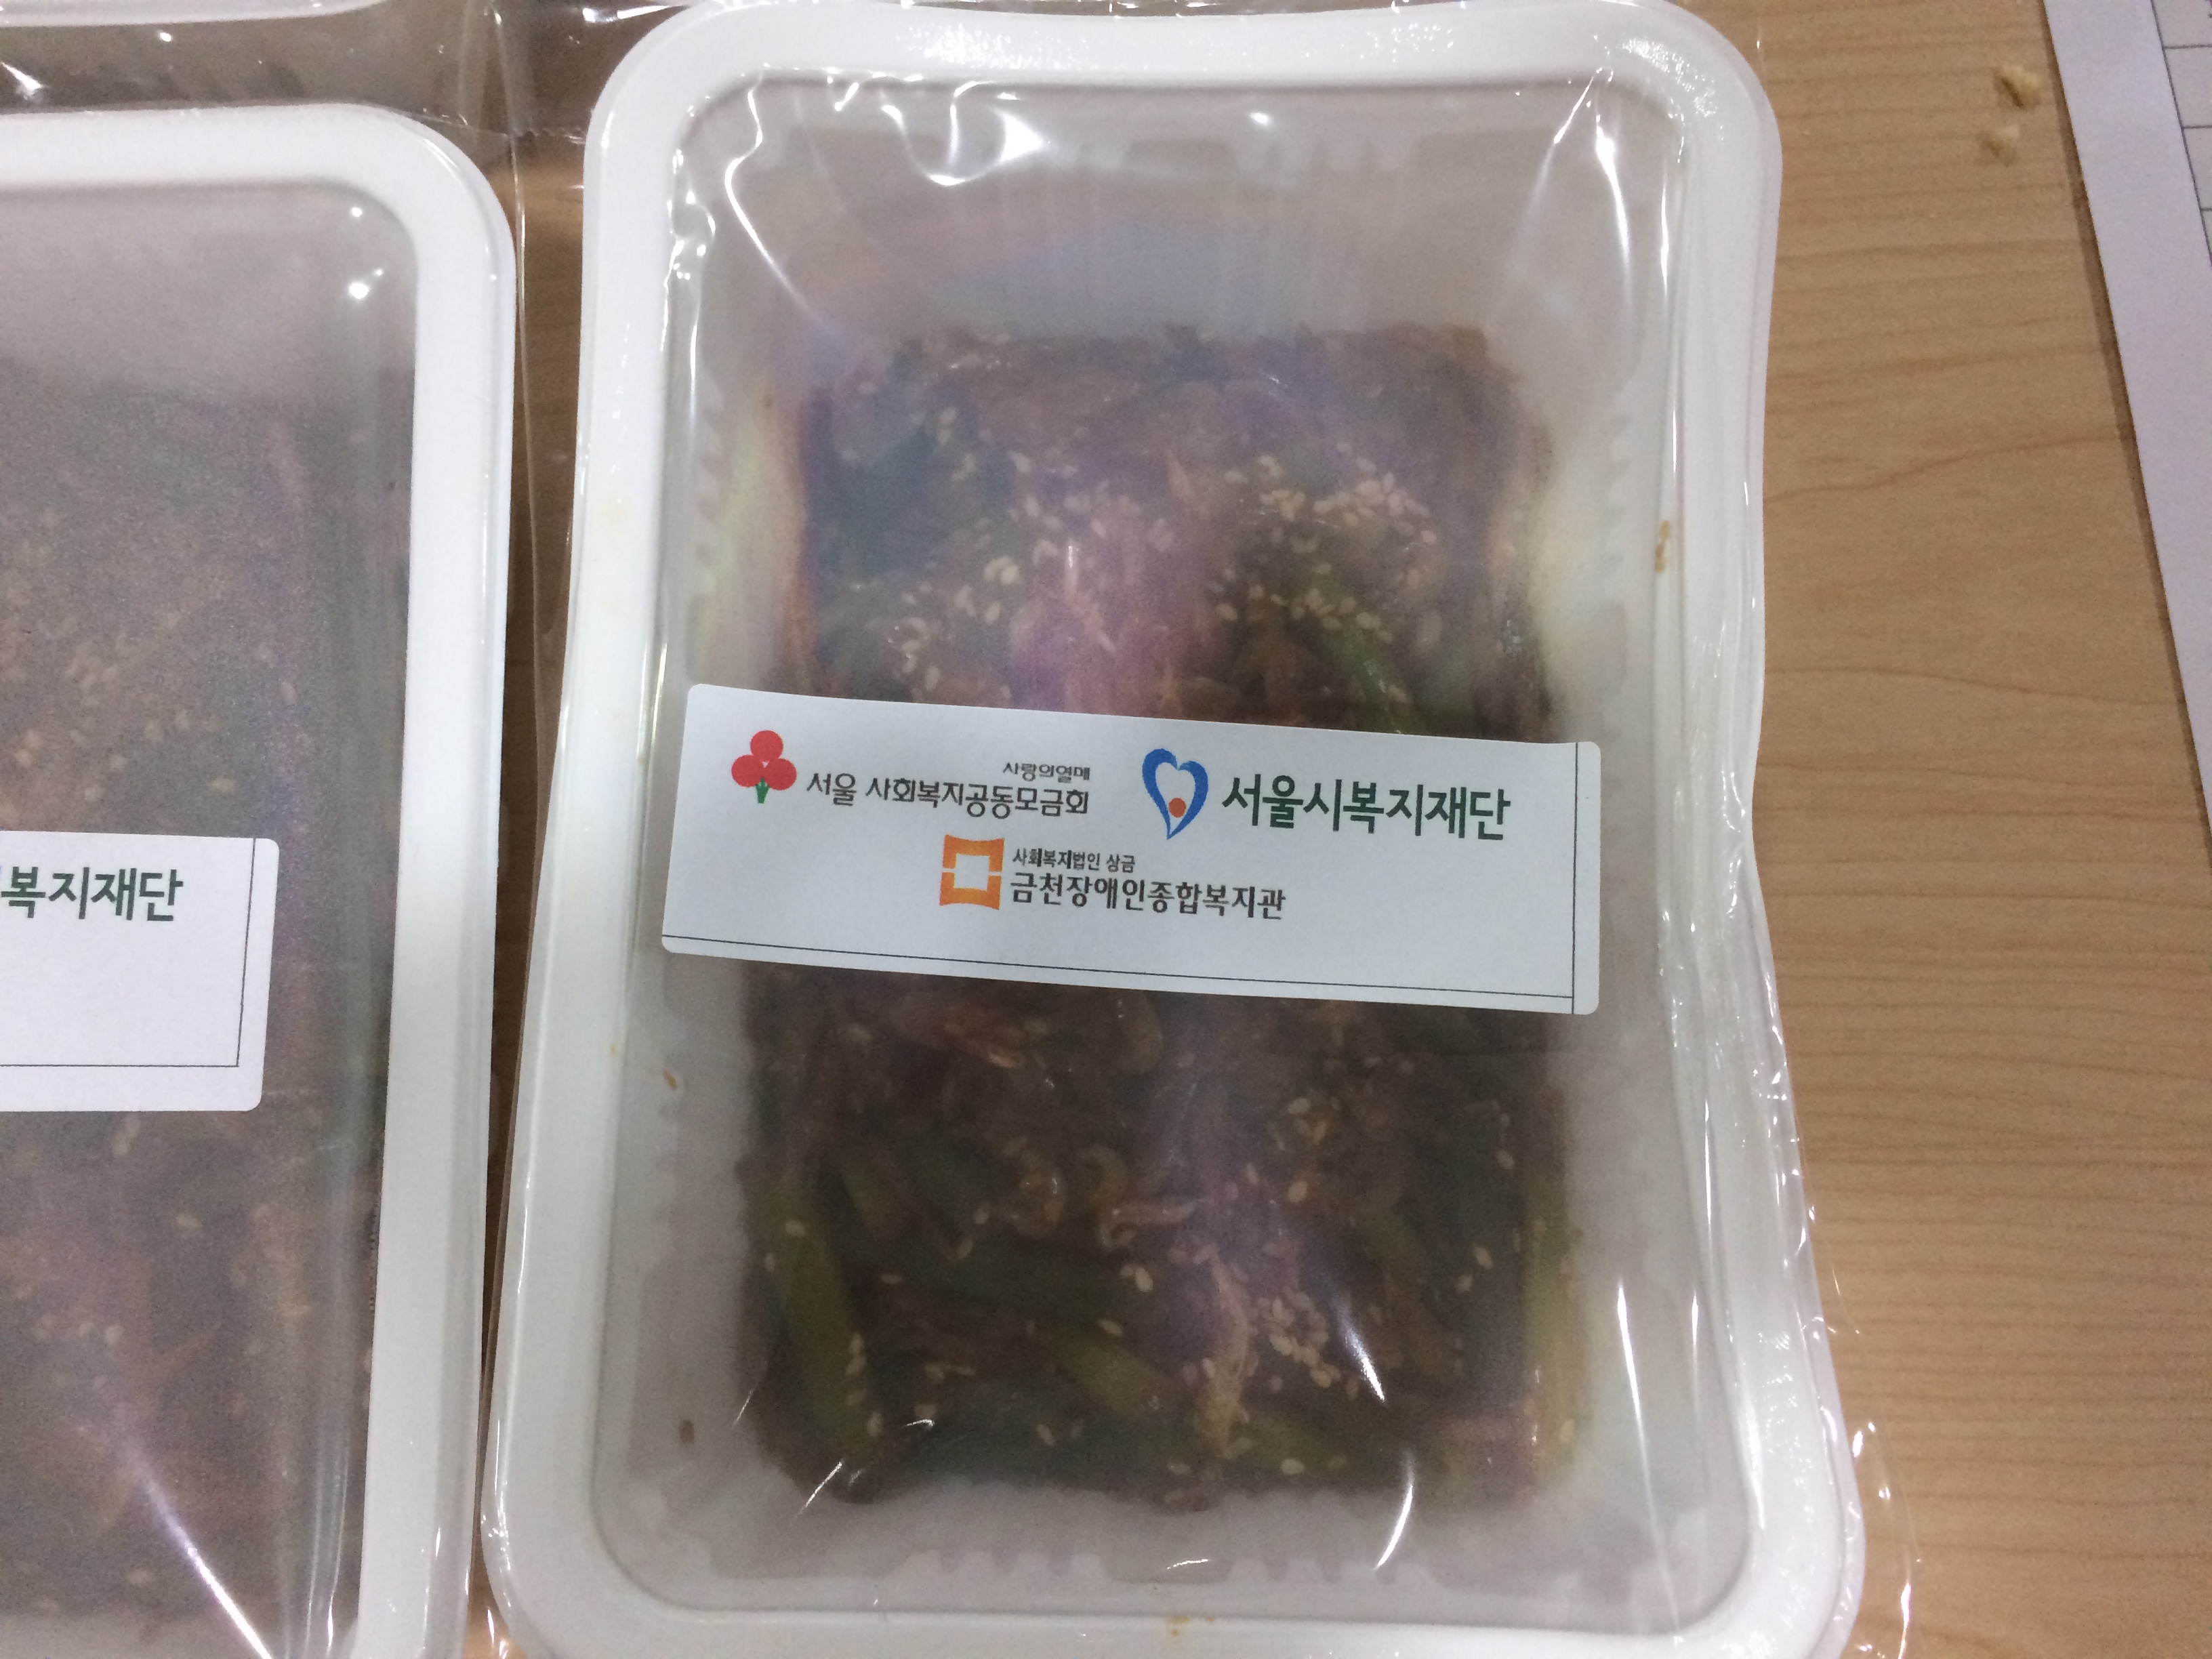 사랑의열매
서울 사회복지공동모금회
서울시복지재단
사회복지법인 상금
금천장애인종합복지관
복지재단